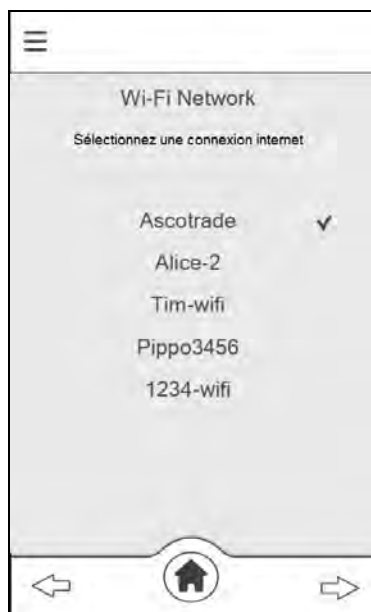 Wi-Fi Network
Sélectionnez une connexion internet
Ascotrade
Alice-2
Tim-wifi
Pippo3456
1234-wifi